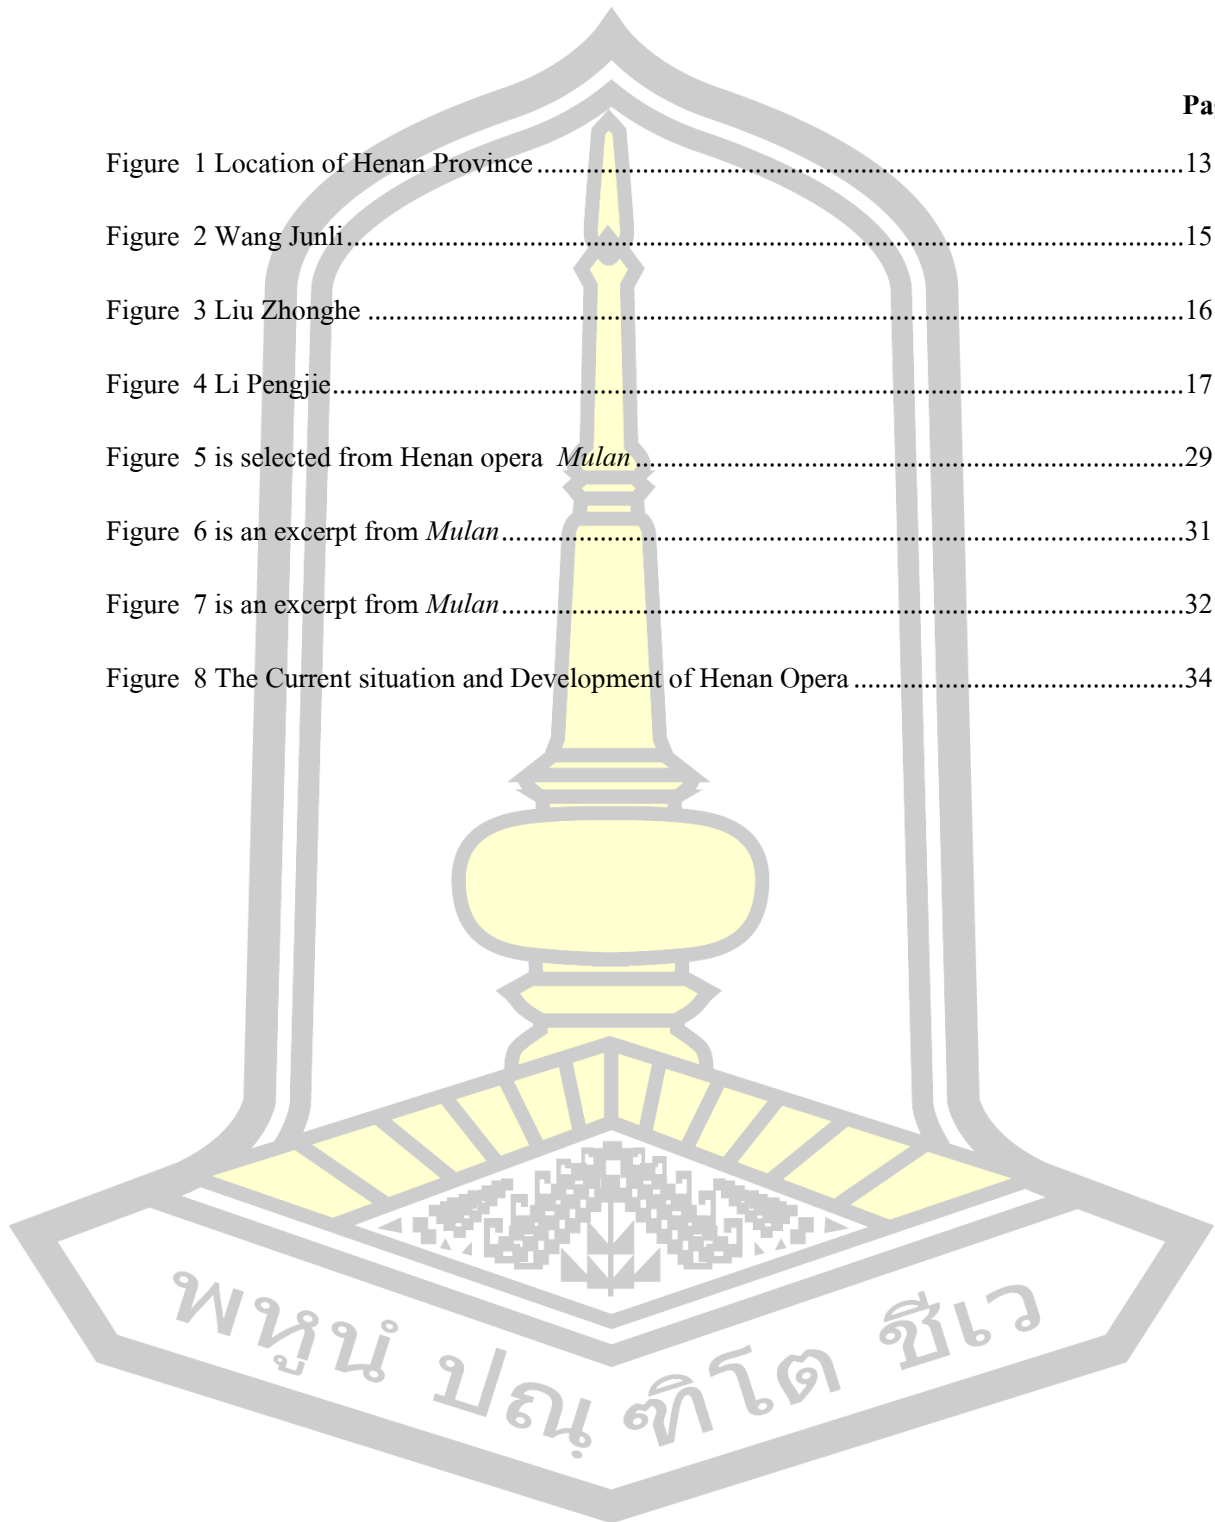 Pag
Figure 1 Location of Henan Province...13
Figure 2 Wang Junli...15
Figure 3 Liu Zhonghe...16
Figure 4 Li Pengjie...17
Figure 5 is selected from Henan opera Mulan...29
Figure 6 is an excerpt from Mulan...31
Figure 7 is an excerpt from Mulan...32
Figure 8 The Current situation and Development of Henan Opera...34
พหูนํ ปณฺฑิโต ชีเว